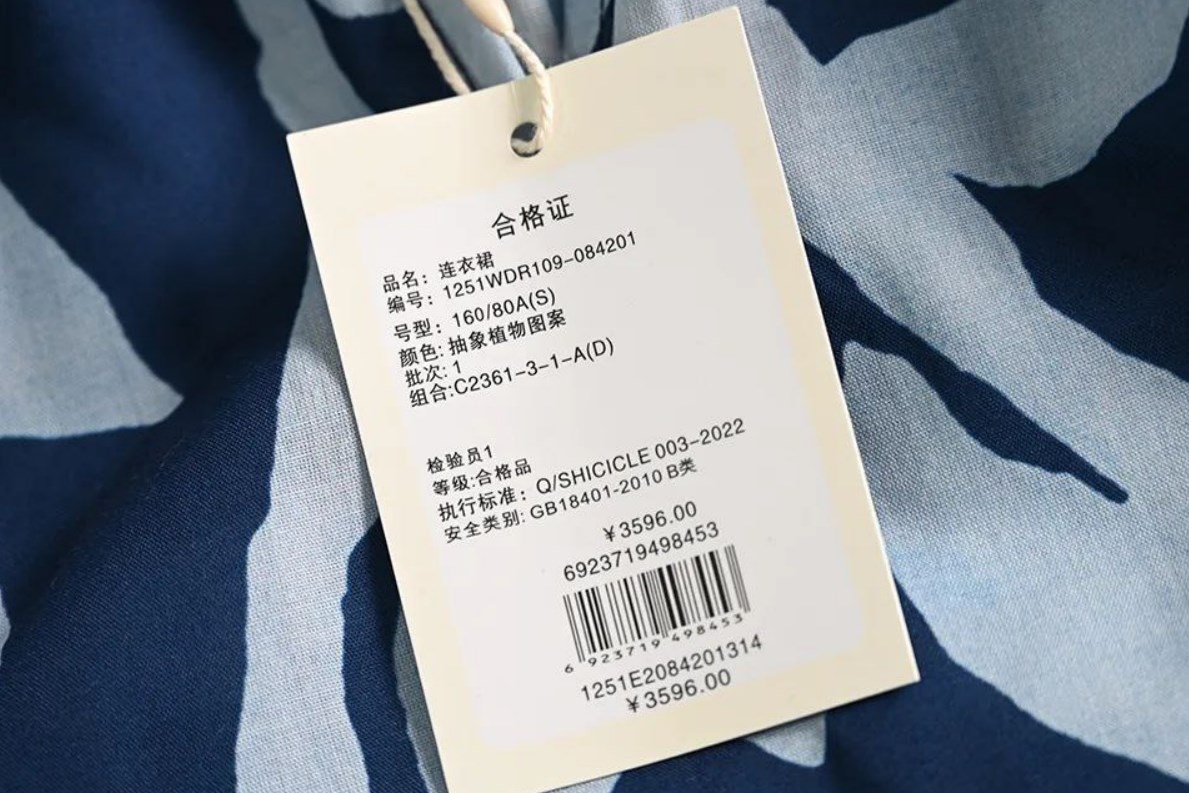 合格证
品名：连衣裙
编号：1251WDR109-084201
号型：160/80A(S)
颜色:抽象植物图案
批次:1
组合:C2361-3-1-A(D)
检验员1
等级:合格品
执行标准：Q/SHICICLE 003-2022
安全类别:GB18401-2010 B类
¥3596.00
6923719498453
6 923719 498453
1251E2084201314
¥3596.00